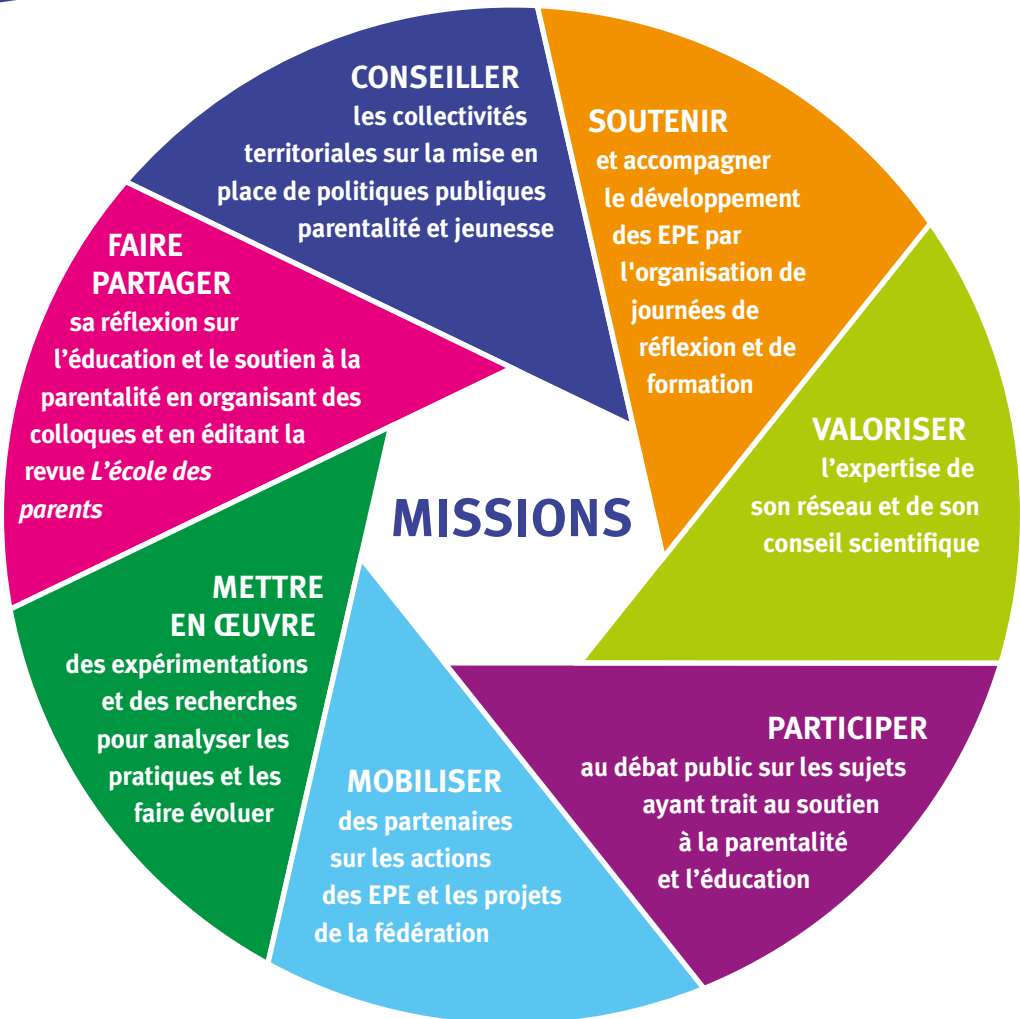 CONSEILLER
les collectivités
territoriales sur la mise en
place de politiques publiques
parentalité et jeunesse
SOUTENIR
et accompagner
le développement
des EPE par
l'organisation de
journées de
réflexion et de
formation
VALORISER
l’expertise de
son réseau et de son
conseil scientifique
PARTICIPER
au débat public sur les sujets
ayant trait au soutien
à la parentalité
et l’éducation
MOBILISER
des partenaires
sur les actions
des EPE et les projets
de la fédération
METTRE
EN ŒUVRE
des expérimentations
et des recherches
pour analyser les
pratiques et les
faire évoluer
FAIRE
PARTAGER
sa réflexion sur
l’éducation et le soutien à la
parentalité en organisant des
colloques et en éditant la
revue L’école des
parents
MISSIONS